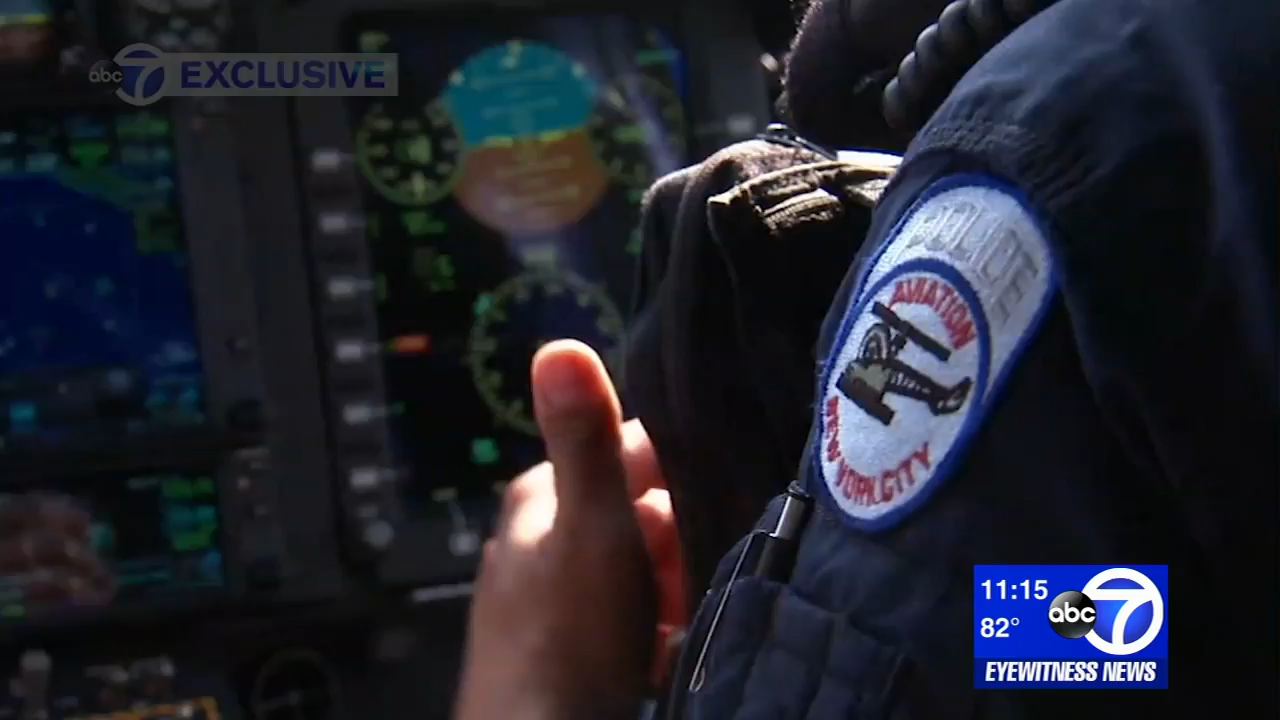 abc 7 EXCLUSIVE
POLICE
AVIATION
NEW YORK CITY
11:15
82°
abc 7
EYEWITNESS NEWS